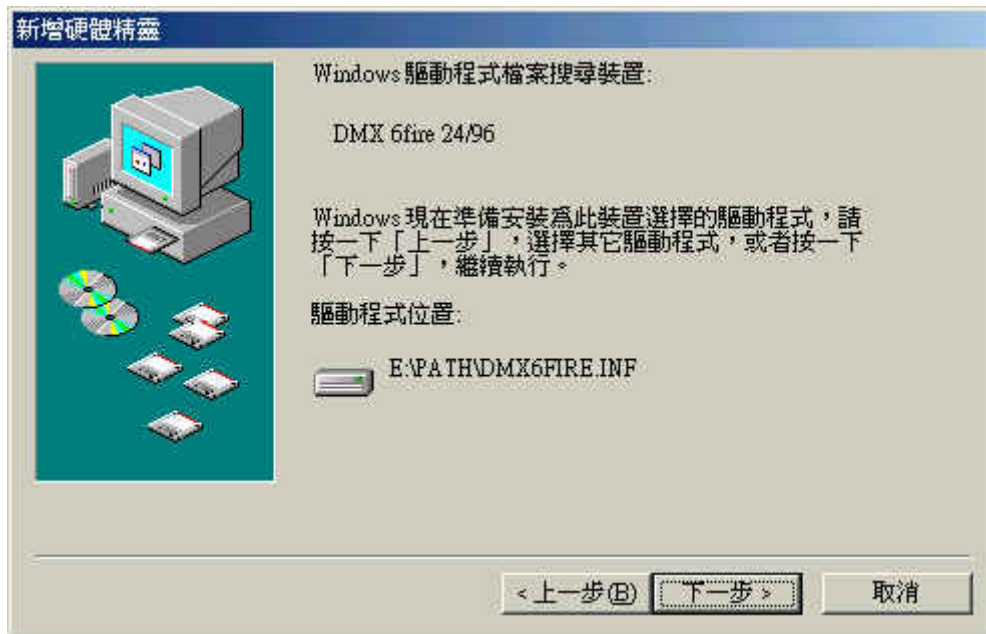 新增硬體精靈
Windows 驅動程式檔案搜尋裝置:
DMX 6fire 24/96
Windows 現在準備安裝為此裝置選擇的驅動程式，請
按一下「上一步」，選擇其它驅動程式，或者按一下
「下一步」，繼續執行。
驅動程式位置:
E:\PATH\DMX6FIRE.INF
<上一步(B) 下一步> 取消